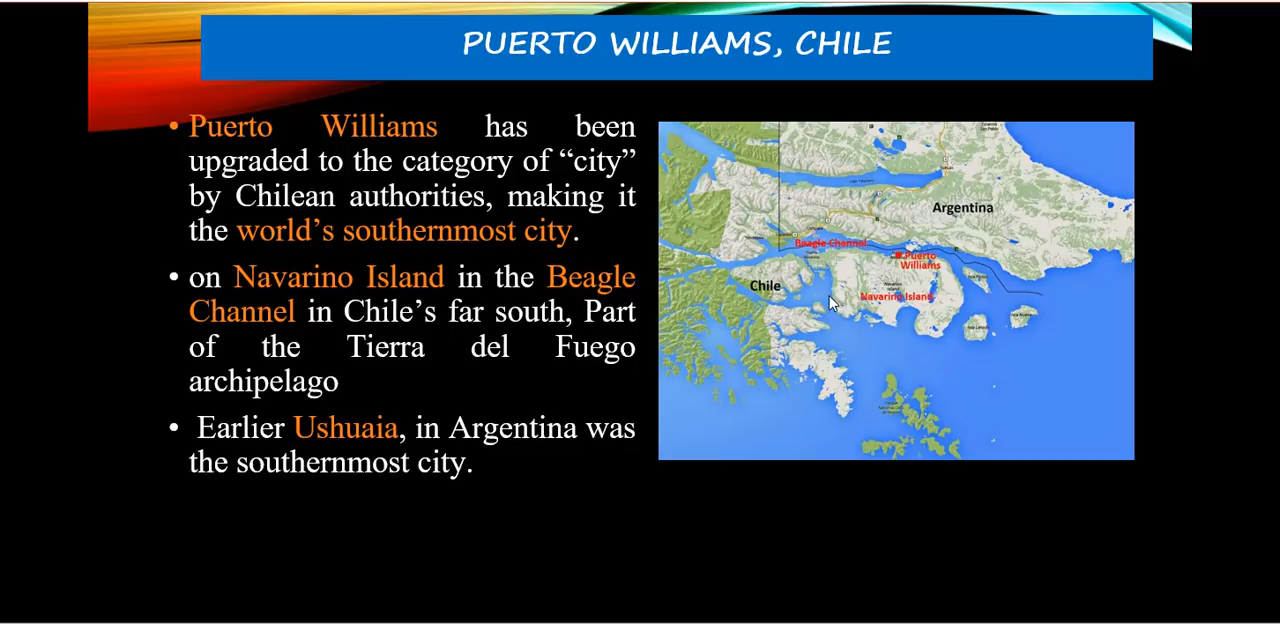 PUERTO WILLIAMS, CHILE
• Puerto Williams has been
upgraded to the category of “city”
by Chilean authorities, making it
the world’s southernmost city.
• on Navarino Island in the Beagle
Channel in Chile’s far south, Part
of the Tierra del Fuego
archipelago
• Earlier Ushuaia, in Argentina was
the southernmost city.
Argentina
Beagle Channel
Puerto
Williams
Chile
Navarino Island